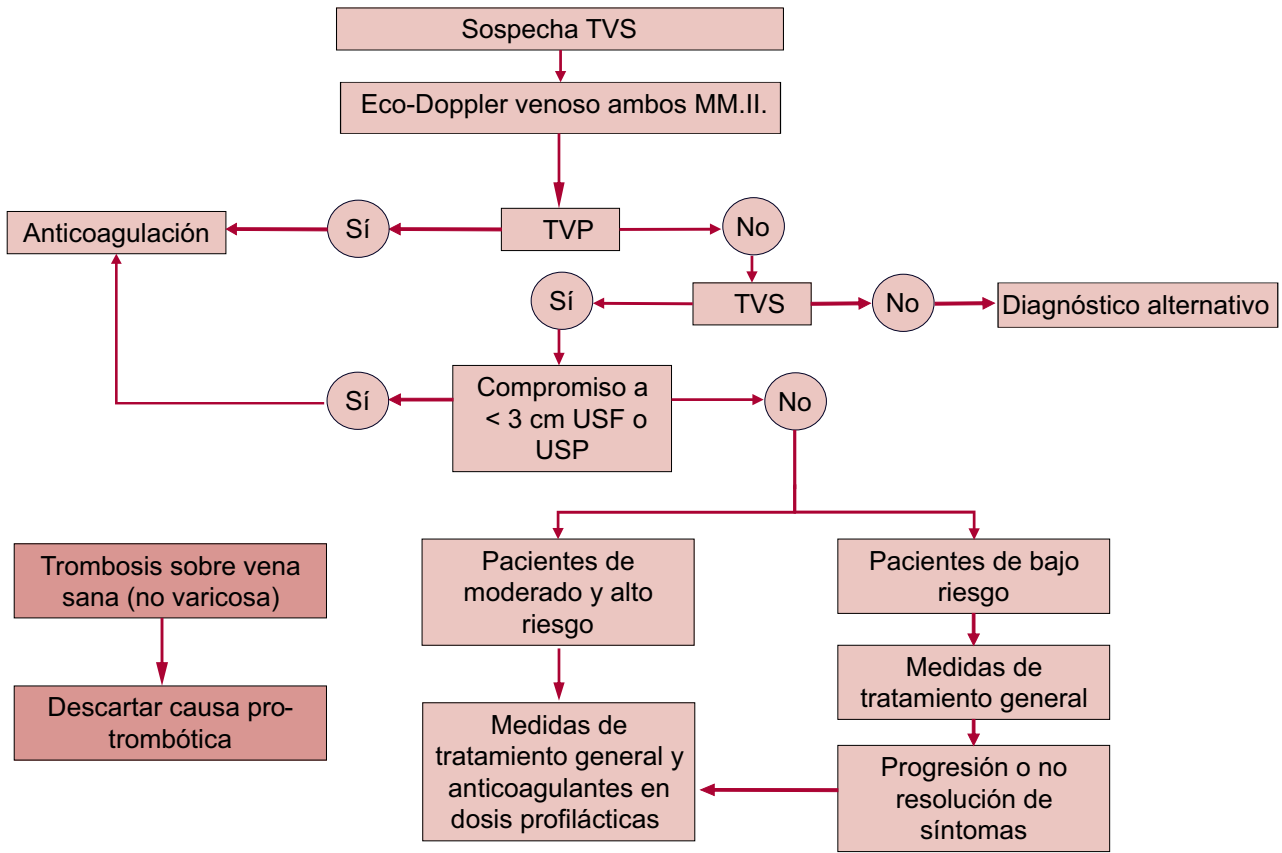 Sospecha TVS
Eco-Doppler venoso ambos MM.II.
Anticoagulación
Sí
TVP
No
Sí
TVS
No
Diagnóstico alternativo
Sí
Compromiso a
< 3 cm USF o
USP
No
Trombosis sobre vena
sana (no varicosa)
Descartar causa pro-
trombótica
Pacientes de
moderado y alto
riesgo
Medidas de
tratamiento general y
anticoagulantes en
dosis profilácticas
Pacientes de bajo
riesgo
Medidas de
tratamiento general
Progresión o no
resolución de
síntomas